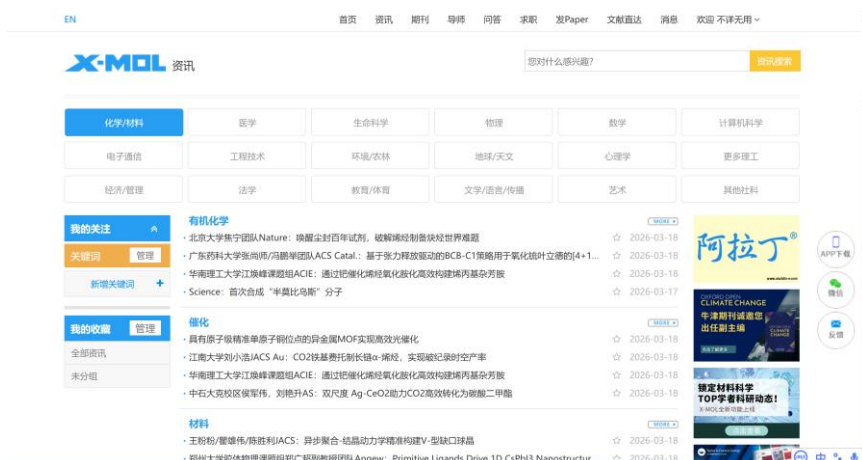 EN 首页 资讯 期刊 导师 问答 求职 发Paper 文献直达 消息 欢迎 不详无用
X-MOL 资讯 您对什么感兴趣? 资讯搜索
化学/材料 医学 生命科学 物理 数学 计算机科学
电子通信 工程技术 环境/农林 地球/天文 心理学 更多理工
经济/管理 法学 教育/体育 文学/语言/传播 艺术 其他社科
我的关注
关键词 管理
新增关键词 +
我的收藏 管理
全部资讯
未分组
有机化学 MORE
· 北京大学焦宁团队Nature:唤醒尘封百年试剂,破解烯烃制备炔烃世界难题 2026-03-18
· 广东药科大学张尚师/冯鹏举团队ACS Catal.:基于张力释放驱动的BCB-C1策略用于氧化硫叶立德的[4+1... 2026-03-18
· 华南理工大学江焕峰课题组ACIE:通过钯催化烯烃氧化胺化高效构建烯丙基杂芳胺 2026-03-18
· Science:首次合成“半莫比乌斯”分子 2026-03-17
催化 MORE
· 具有原子级精准单原子铜位点的异金属MOF实现高效光催化 2026-03-18
· 江南大学刘小浩JACS Au:CO2铁基费托制长链α-烯烃,实现破纪录时空产率 2026-03-18
· 华南理工大学江焕峰课题组ACIE:通过钯催化烯烃氧化胺化高效构建烯丙基杂芳胺 2026-03-18
· 中石大克校区侯军伟、刘艳升AS:双尺度 Ag-CeO2助力CO2高效转化为碳酸二甲酯 2026-03-18
材料 MORE
· 王粉粉/薆雄伟/陈胜利JACS:异步聚合-结晶动力学精准构建V-型缺口球晶 2026-03-18
阿拉丁®
OXFORD OPEN
CLIMATE CHANGE
牛津期刊诚邀您
出任副主编
锁定材料科学
TOP学者科研动态!
X-MOL全新功能上线
APP下载
微信
反馈
中